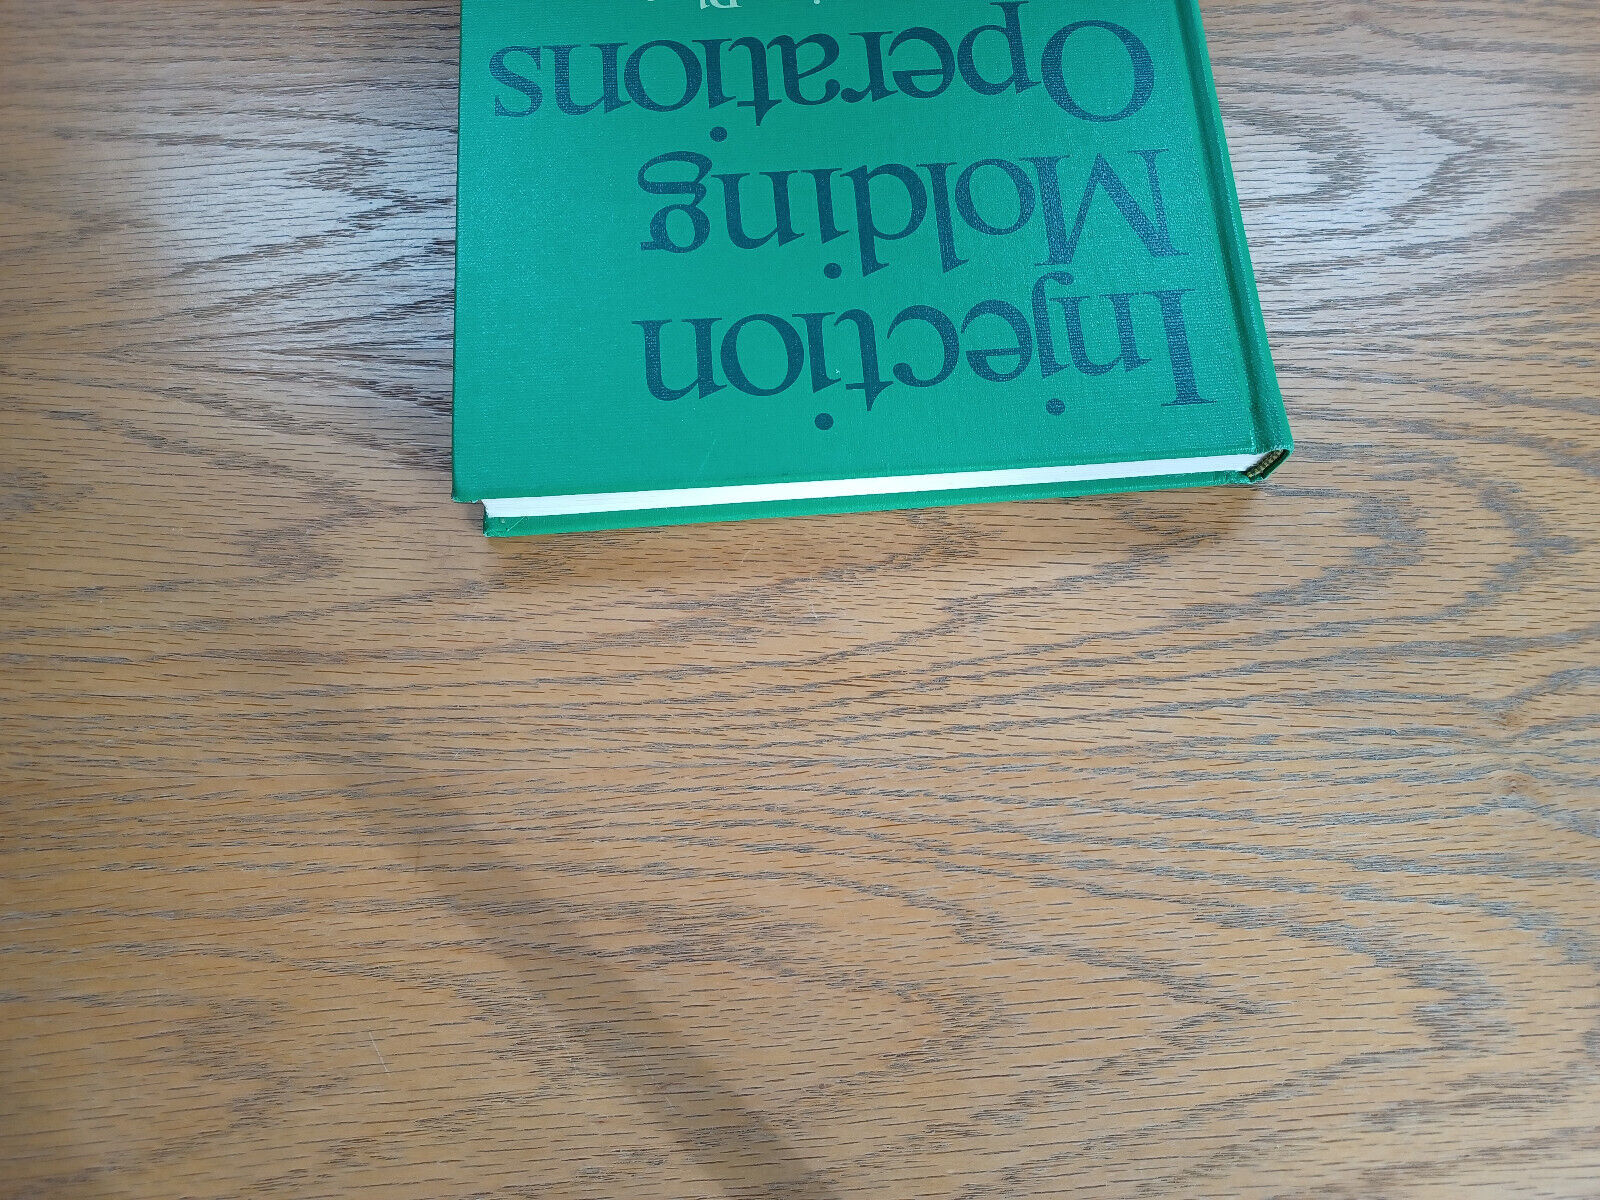 Injection
Molding
Operations